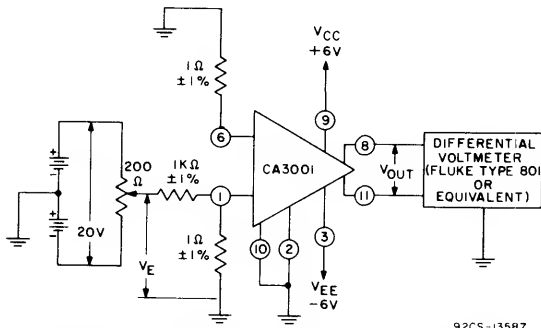 1Ω
±1%
VCC
+6V
6
9
8
DIFFERENTIAL
VOLTMETER
(FLUKE TYPE 801
OR
EQUIVALENT)
CA3001
VOUT
200
Ω
1KΩ
±1%
1
11
20V
VE
1Ω
±1%
10
2
3
VEE
-6V
92CS-13587